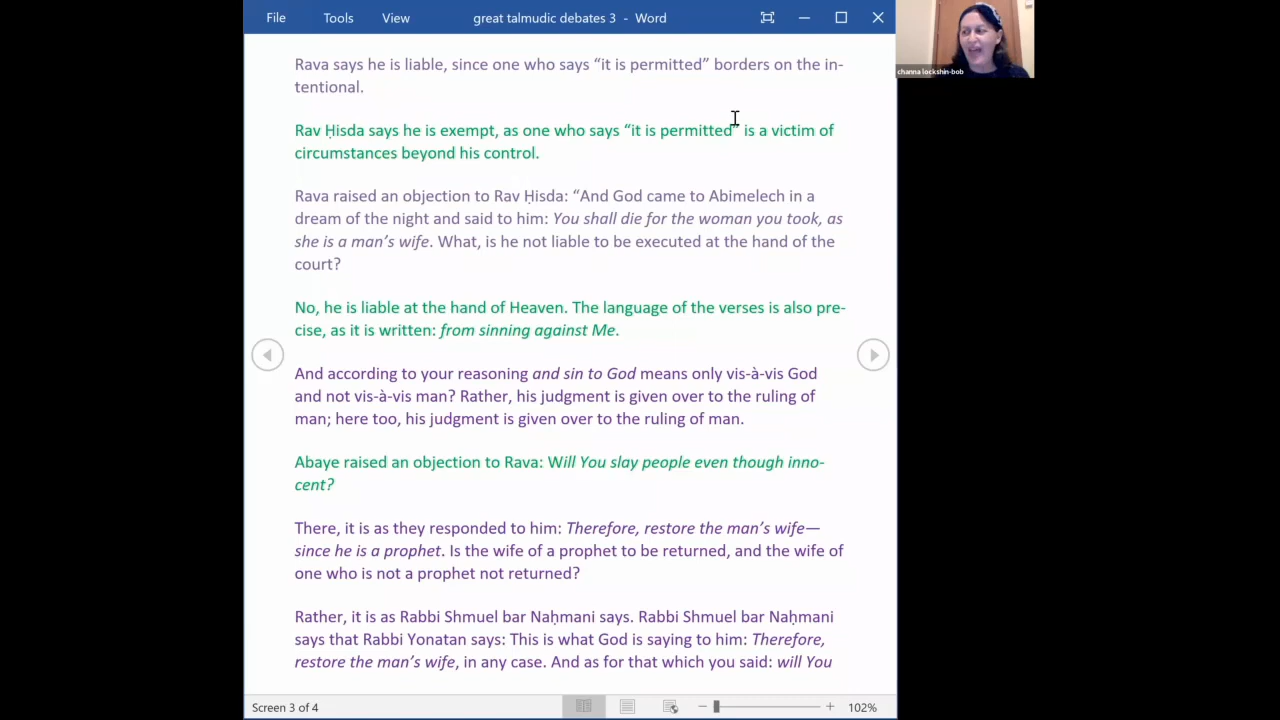 File Tools View great talmudic debates 3 - Word
channa lockshin-bob
Rava says he is liable, since one who says “it is permitted” borders on the in-
tentional.
Rav Ḥisda says he is exempt, as one who says “it is permitted” is a victim of
circumstances beyond his control.
Rava raised an objection to Rav Ḥisda: “And God came to Abimelech in a
dream of the night and said to him: You shall die for the woman you took, as
she is a man’s wife. What, is he not liable to be executed at the hand of the
court?
No, he is liable at the hand of Heaven. The language of the verses is also pre-
cise, as it is written: from sinning against Me.
And according to your reasoning and sin to God means only vis-à-vis God
and not vis-à-vis man? Rather, his judgment is given over to the ruling of
man; here too, his judgment is given over to the ruling of man.
Abaye raised an objection to Rava: Will You slay people even though inno-
cent?
There, it is as they responded to him: Therefore, restore the man’s wife—
since he is a prophet. Is the wife of a prophet to be returned, and the wife of
one who is not a prophet not returned?
Rather, it is as Rabbi Shmuel bar Naḥmani says. Rabbi Shmuel bar Naḥmani
says that Rabbi Yonatan says: This is what God is saying to him: Therefore,
restore the man’s wife, in any case. And as for that which you said: will You
Screen 3 of 4 102%